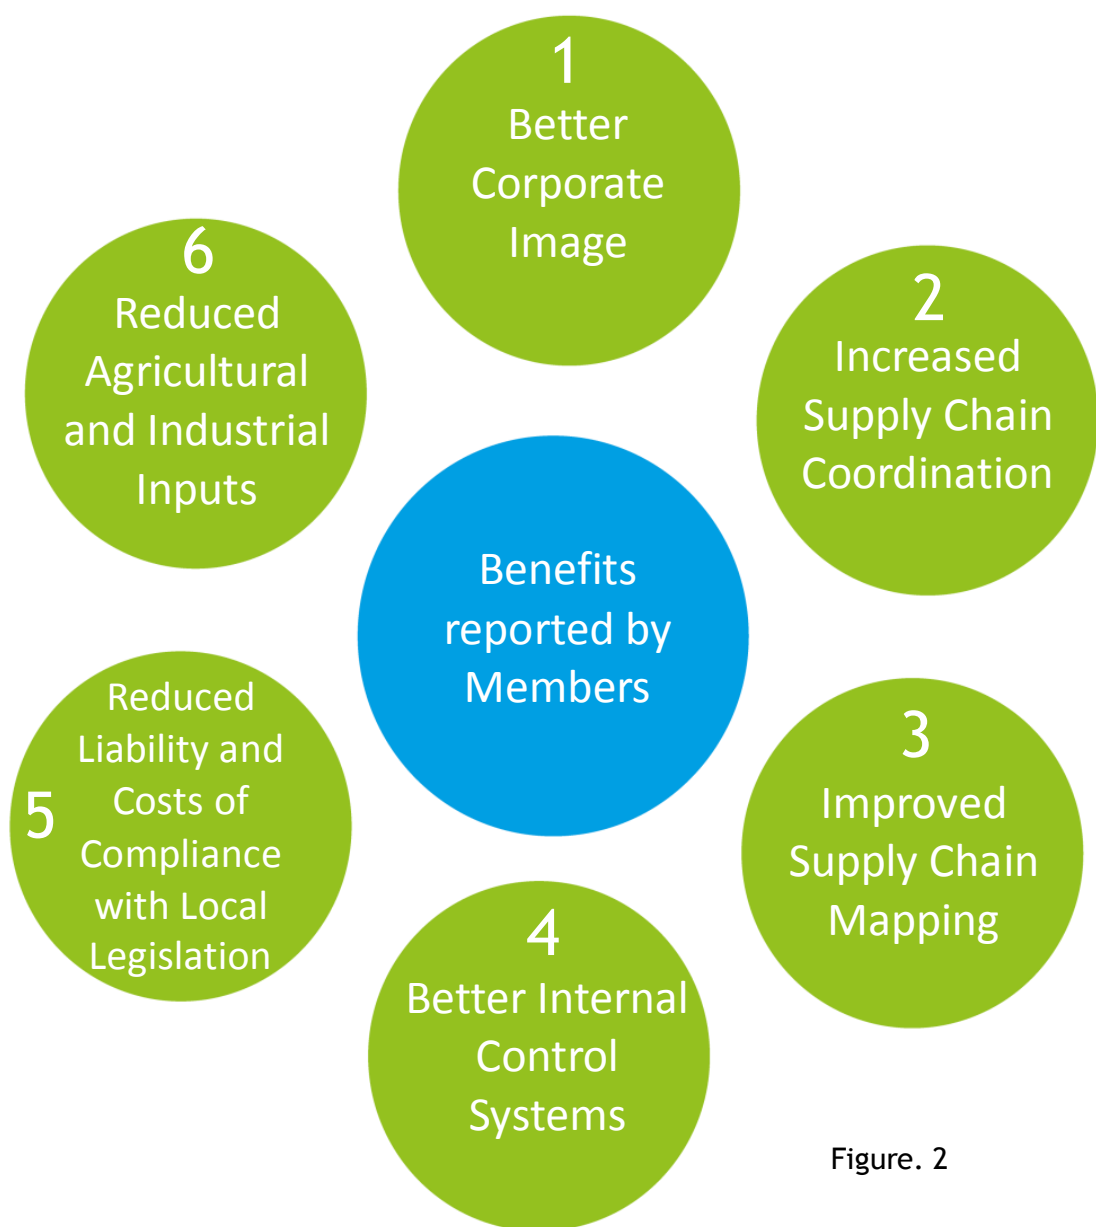 1
Better
Corporate
Image
2
Increased
Supply Chain
Coordination
3
Improved
Supply Chain
Mapping
4
Better Internal
Control
Systems
5
Reduced
Liability and
Costs of
Compliance
with Local
Legislation
6
Reduced
Agricultural
and Industrial
Inputs
Benefits
reported by
Members
Figure. 2